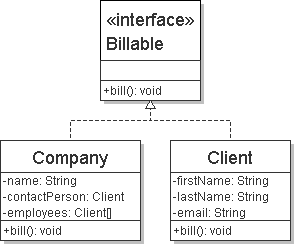 «interface»
Billable
+bill(): void
Company
-name: String
-contactPerson: Client
-employees: Client[]
+bill(): void
Client
-firstName: String
-lastName: String
-email: String
+bill(): void